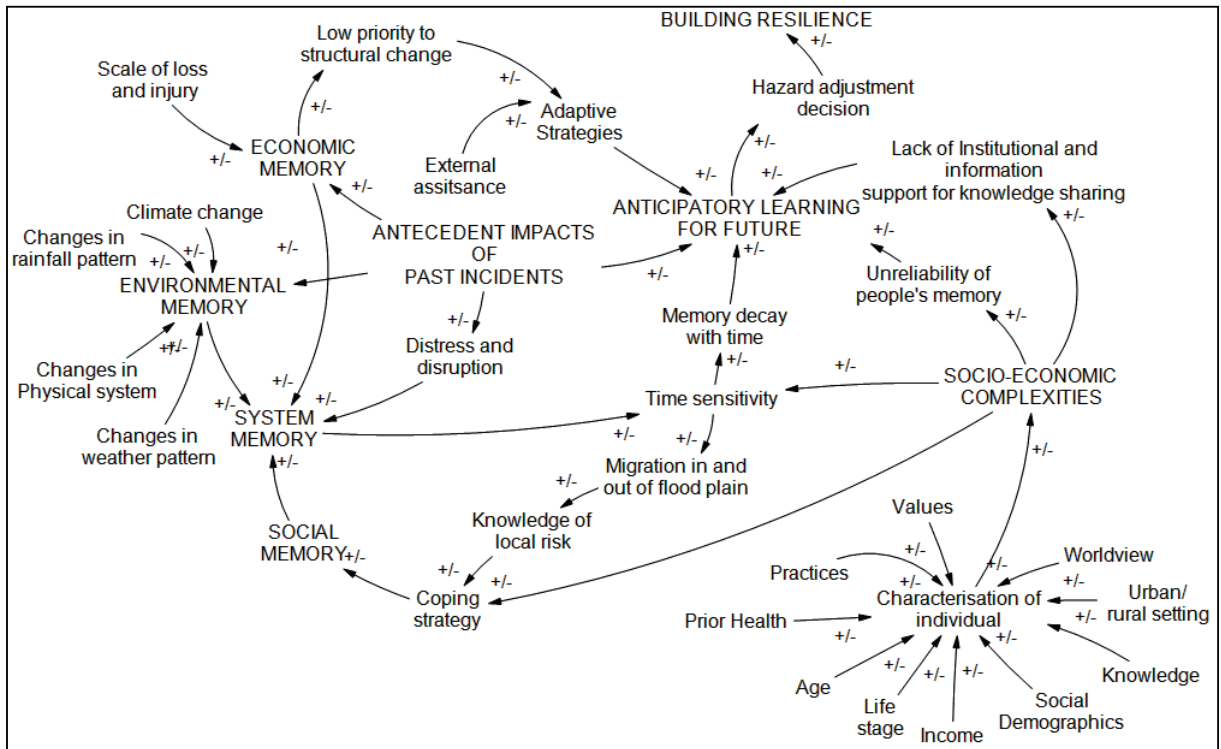 BUILDING RESILIENCE
+/-
Low priority to
structural change
+/-
Scale of loss
and injury
+/-
Hazard adjustment
decision
+/-
Adaptive
Strategies
+/-
+/-
ECONOMIC
MEMORY
+/-
External
assitsance
+/-
+/-
Lack of Institutional and
information
support for knowledge sharing
+/-
+/-
+/-
Climate change
+/-
Changes in
rainfall pattern
+/-
ENVIRONMENTAL
MEMORY
+/-
ANTECEDENT IMPACTS
OF
PAST INCIDENTS
+/-
ANTICIPATORY LEARNING
FOR FUTURE
+/-
+/-
Unreliability of
people's memory
+/-
Memory decay
with time
+/-
+/-
Distress and
disruption
+/-
+/-
Changes in
Physical system
+/-
+/-
Changes in
weather pattern
+/-
SYSTEM
MEMORY
+/-
+/-
Time sensitivity
+/-
+/-
SOCIO-ECONOMIC
COMPLEXITIES
+/-
Migration in and
out of flood plain
+/-
Knowledge of
local risk
+/-
+/-
SOCIAL
MEMORY
+/-
Coping
strategy
Values
+/-
Practices
+/-
+/-
Worldview
+/-
Characterisation of
individual
+/-
Urban/
rural setting
Prior Health
+/-
Age
+/-
Life
stage
+/-
Income
+/-
Social
Demographics
Knowledge